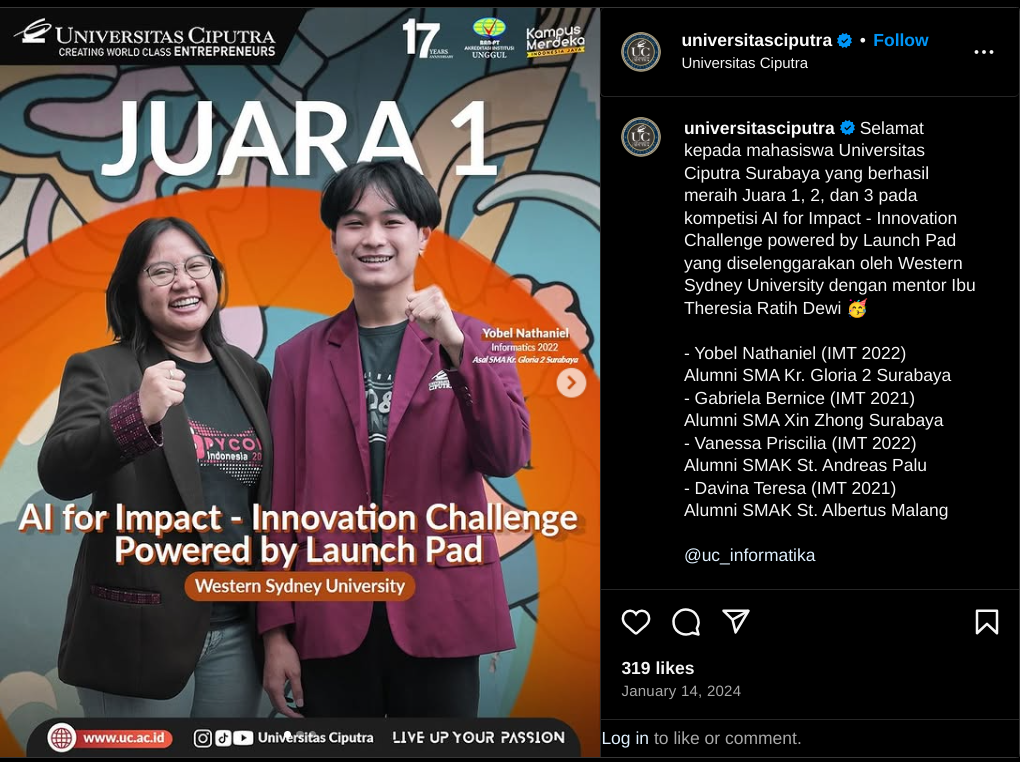 UNIVERSITAS CIPUTRA
CREATING WORLD CLASS ENTREPRENEURS
17 YEARS
BAN-PT
AKREDITASI INSTITUSI
UNGGUL
Kampus
Merdeka
INDONESIA JAYA
JUARA 1
Yobel Nathaniel
Informatics 2022
Asal SMA Kr. Gloria 2 Surabaya
PYCON
Indonesia 20
AI for Impact - Innovation Challenge
Powered by Launch Pad
Western Sydney University
www.uc.ac.id
Universitas Ciputra
LIVE UP YOUR PASSION
universitasciputra • Follow
Universitas Ciputra
universitasciputra Selamat
kepada mahasiswa Universitas
Ciputra Surabaya yang berhasil
meraih Juara 1, 2, dan 3 pada
kompetisi AI for Impact - Innovation
Challenge powered by Launch Pad
yang diselenggarakan oleh Western
Sydney University dengan mentor Ibu
Theresia Ratih Dewi 🥳
- Yobel Nathaniel (IMT 2022)
Alumni SMA Kr. Gloria 2 Surabaya
- Gabriela Bernice (IMT 2021)
Alumni SMA Xin Zhong Surabaya
- Vanessa Priscilia (IMT 2022)
Alumni SMAK St. Andreas Palu
- Davina Teresa (IMT 2021)
Alumni SMAK St. Albertus Malang
@uc_informatika
319 likes
January 14, 2024
Log in to like or comment.